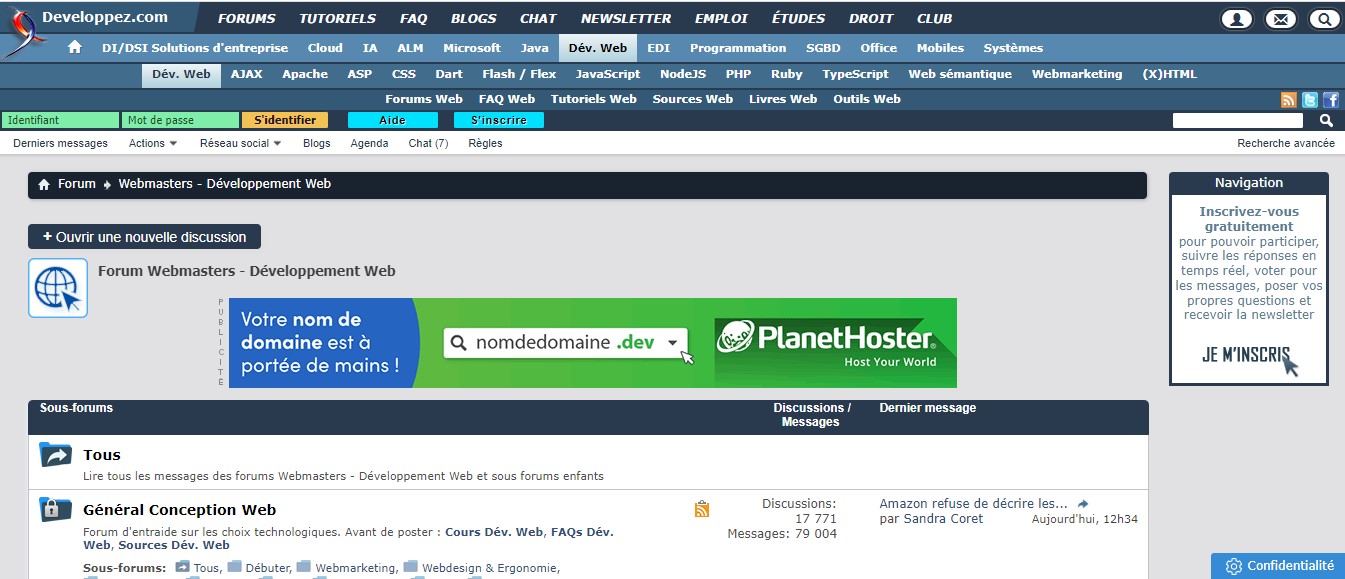 Developpez.com
FORUMS TUTORIELS FAQ BLOGS CHAT NEWSLETTER EMPLOI ÉTUDES DROIT CLUB
DI/DSI Solutions d'entreprise Cloud IA ALM Microsoft Java Dév. Web EDI Programmation SGBD Office Mobiles Systèmes
Dév. Web AJAX Apache ASP CSS Dart Flash / Flex JavaScript NodeJS PHP Ruby TypeScript Web sémantique Webmarketing (X)HTML
Forums Web FAQ Web Tutoriels Web Sources Web Livres Web Outils Web
Identifiant Mot de passe S'identifier Aide S'inscrire
Derniers messages Actions Réseau social Blogs Agenda Chat (7) Règles Recherche avancée
Forum Webmasters - Développement Web
Navigation
Inscrivez-vous
gratuitement
pour pouvoir participer,
suivre les réponses en
temps réel, voter pour
les messages, poser vos
propres questions et
recevoir la newsletter
JE M'INSCRIS
+ Ouvrir une nouvelle discussion
Forum Webmasters - Développement Web
PUBLICITÉ
Votre nom de
domaine est à
portée de mains !
nomdedomaine .dev
PlanetHoster®
Host Your World
Sous-forums Discussions / Dernier message
Messages
Tous
Lire tous les messages des forums Webmasters - Développement Web et sous forums enfants
Général Conception Web
Forum d'entraide sur les choix technologiques. Avant de poster : Cours Dév. Web, FAQs Dév.
Web, Sources Dév. Web
Sous-forums: Tous, Débuter, Webmarketing, Webdesign & Ergonomie,
Discussions:
17 771
Messages: 79 004
Amazon refuse de décrire les...
par Sandra Coret Aujourd'hui, 12h34
Confidentialité